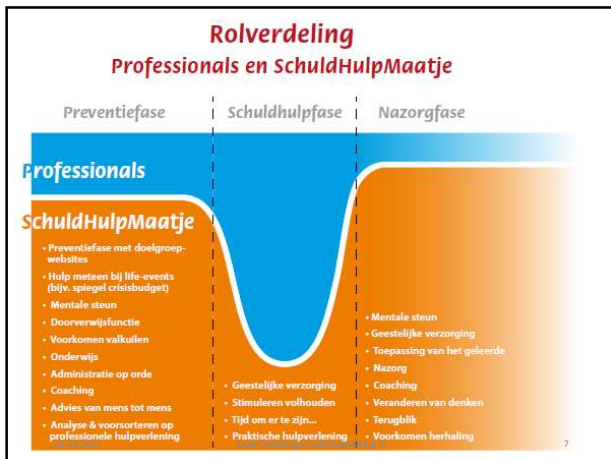 Rolverdeling
Professionals en SchuldHulpMaatje
Preventiefase
Schuldhulpfase
Nazorgfase
Professionals
SchuldHulpMaatje
• Preventiefase met doelgroep-
websites
• Hulp meteen bij life-events
(bijv. spiegel crisisbudget)
• Mentale steun
• Doorverwijsfunctie
• Voorkomen valkuilen
• Onderwijs
• Administratie op orde
• Coaching
• Advies van mens tot mens
• Analyse & voorsorteren op
professionele hulpverlening
• Geestelijke verzorging
• Stimuleren volhouden
• Tijd om er te zijn...
• Praktische hulpverlening
• Mentale steun
• Geestelijke verzorging
• Toepassing van het geleerde
• Nazorg
• Coaching
• Veranderen van denken
• Terugblik
• Voorkomen herhaling
7